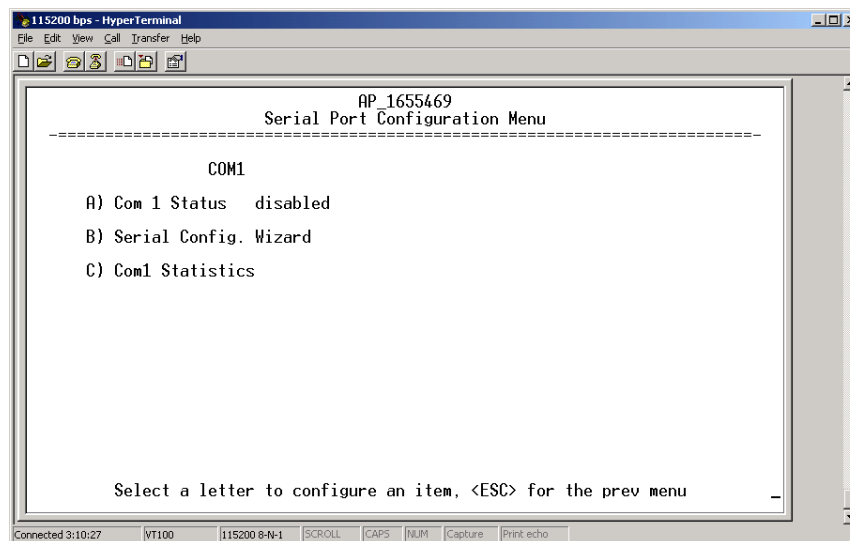 115200 bps - HyperTerminal
File Edit View Call Transfer Help
AP_1655469
Serial Port Configuration Menu
-==========================================================================-
COM1
A) Com 1 Status disabled
B) Serial Config. Wizard
C) Com1 Statistics
Select a letter to configure an item, <ESC> for the prev menu _
Connected 3:10:27 VT100 115200 8-N-1 SCROLL CAPS NUM Capture Print echo